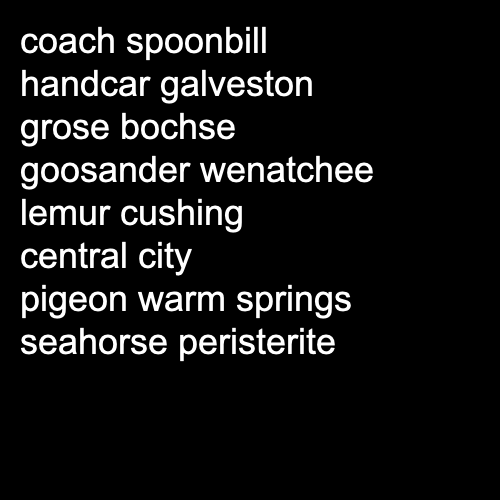 coach spoonbill
handcar galveston
grose bochse
goosander wenatchee
lemur cushing
central city
pigeon warm springs
seahorse peristerite